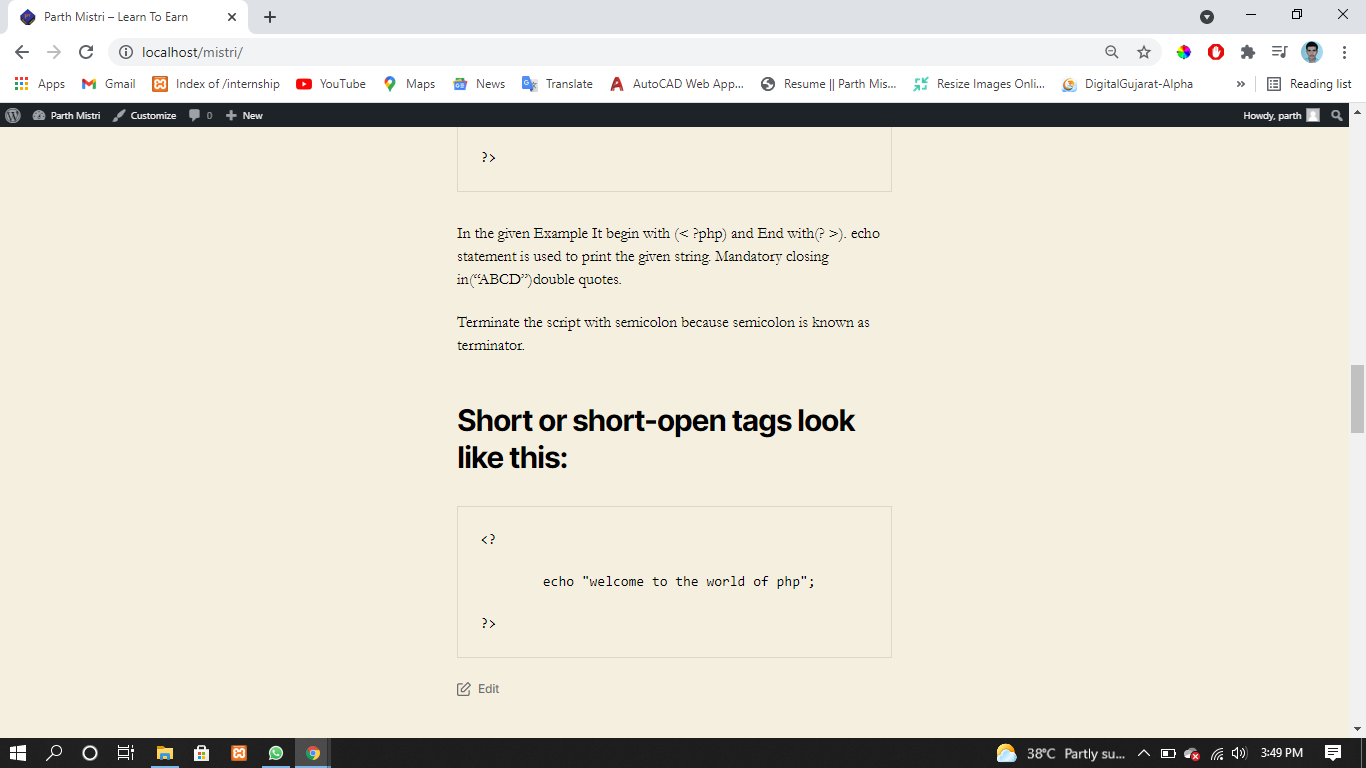 Parth Mistri – Learn To Earn
localhost/mistri/
Apps Gmail Index of /internship YouTube Maps News Translate AutoCAD Web App... Resume || Parth Mis... Resize Images Onli... DigitalGujarat-Alpha » Reading list
Parth Mistri Customize 0 New Howdy, parth
?>
In the given Example It begin with (< ?php) and End with(? >). echo
statement is used to print the given string. Mandatory closing
in(“ABCD”)double quotes.
Terminate the script with semicolon because semicolon is known as
terminator.
Short or short-open tags look
like this:
<?
echo "welcome to the world of php";
?>
Edit
38°C Partly su... 3:49 PM